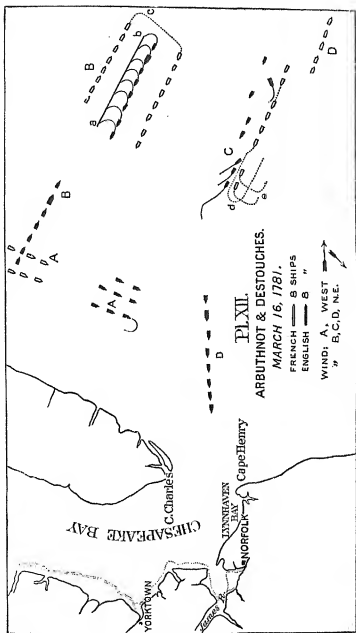 Pl.XII.
ARBUTHNOT & DESTOUCHES.
MARCH 16, 1781.
FRENCH 8 SHIPS
ENGLISH 8 "
WIND: A, WEST
" B,C,D, N.E.
CHESAPEAKE BAY
C. Charles
YORKTOWN
James R.
NORFOLK
LYNNHAVEN
BAY
Cape Henry
A
B
A
D
B
a
b
c
C
d
e
D